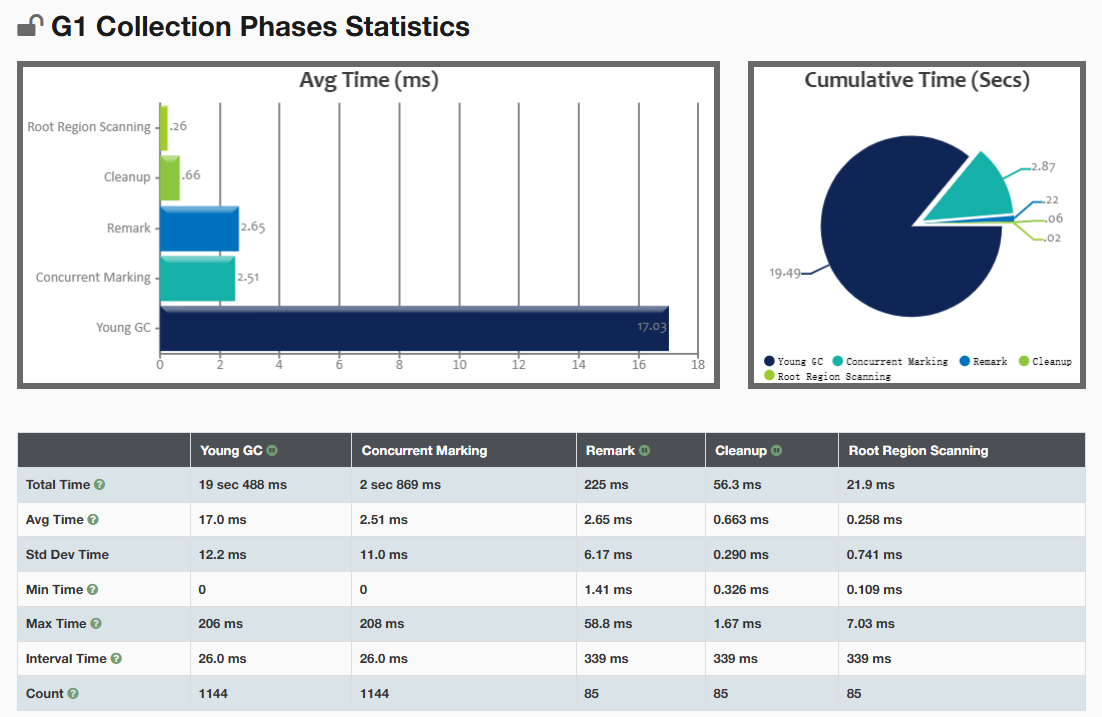 G1 Collection Phases Statistics
Avg Time (ms)
Root Region Scanning
.26
Cleanup
.66
Remark
2.65
Concurrent Marking
2.51
Young GC
17.03
0 2 4 6 8 10 12 14 16 18
Cumulative Time (Secs)
2.87
.22
.06
.02
19.49
Young GC Concurrent Marking Remark Cleanup
Root Region Scanning
Young GC Concurrent Marking Remark Cleanup Root Region Scanning
Total Time ? 19 sec 488 ms 2 sec 869 ms 225 ms 56.3 ms 21.9 ms
Avg Time ? 17.0 ms 2.51 ms 2.65 ms 0.663 ms 0.258 ms
Std Dev Time 12.2 ms 11.0 ms 6.17 ms 0.290 ms 0.741 ms
Min Time ? 0 0 1.41 ms 0.326 ms 0.109 ms
Max Time ? 206 ms 208 ms 58.8 ms 1.67 ms 7.03 ms
Interval Time ? 26.0 ms 26.0 ms 339 ms 339 ms 339 ms
Count ? 1144 1144 85 85 85